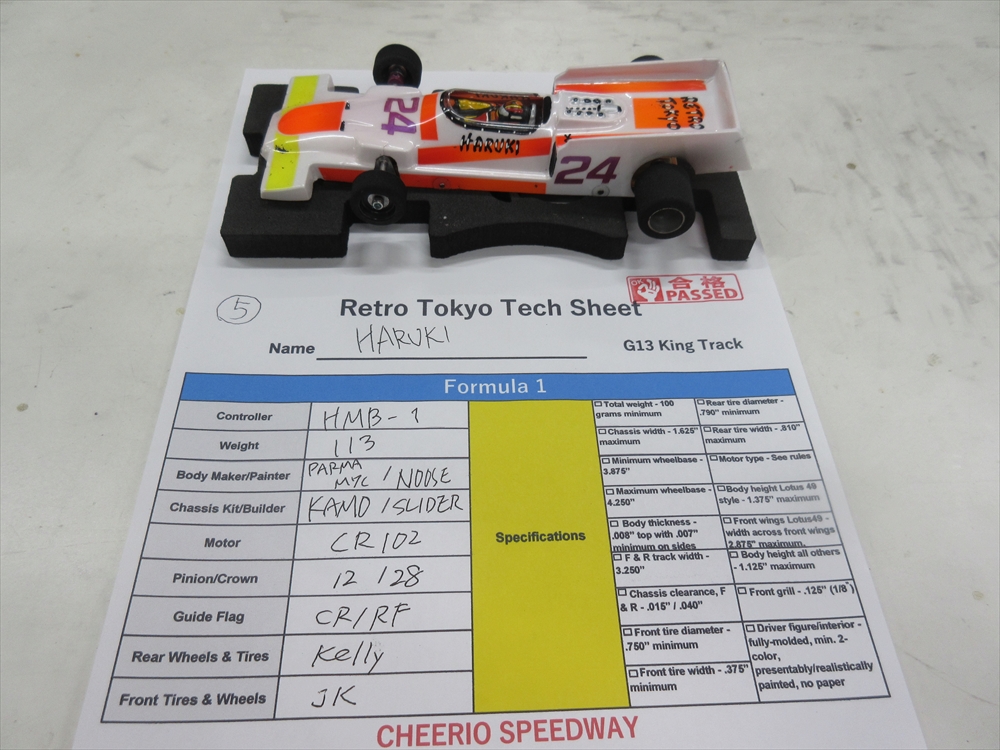 24
HARUKI
24
RETRO
TOKYO
合格
PASSED
5
Retro Tokyo Tech Sheet
Name HARUKI
G13 King Track
Formula 1
Controller HMB-1
Weight 113
Body Maker/Painter PARMA MTC / NOOSE
Chassis Kit/Builder KAMO / SLIDER
Motor CR102
Pinion/Crown 12 / 28
Guide Flag CR/RF
Rear Wheels & Tires Kelly
Front Tires & Wheels JK
Specifications
Total weight - 100
grams minimum
Chassis width - 1.625"
maximum
Minimum wheelbase -
3.875"
Maximum wheelbase -
4.250"
Body thickness -
.008" top with .007"
minimum on sides
F & R track width -
3.250"
Chassis clearance, F
& R - .015" / .040"
Front tire diameter -
.750" minimum
Front tire width - .375"
minimum
Rear tire diameter -
.790" minimum
Rear tire width - .810"
maximum
Motor type - See rules
Body height Lotus 49
style - 1.375" maximum
Front wings Lotus49 -
width across front wings
2.875" maximum.
Body height all others
- 1.125" maximum
Front grill - .125" (1/8")
Driver figure/interior -
fully-molded, min. 2-
color,
presentably/realistically
painted, no paper
CHEERIO SPEEDWAY